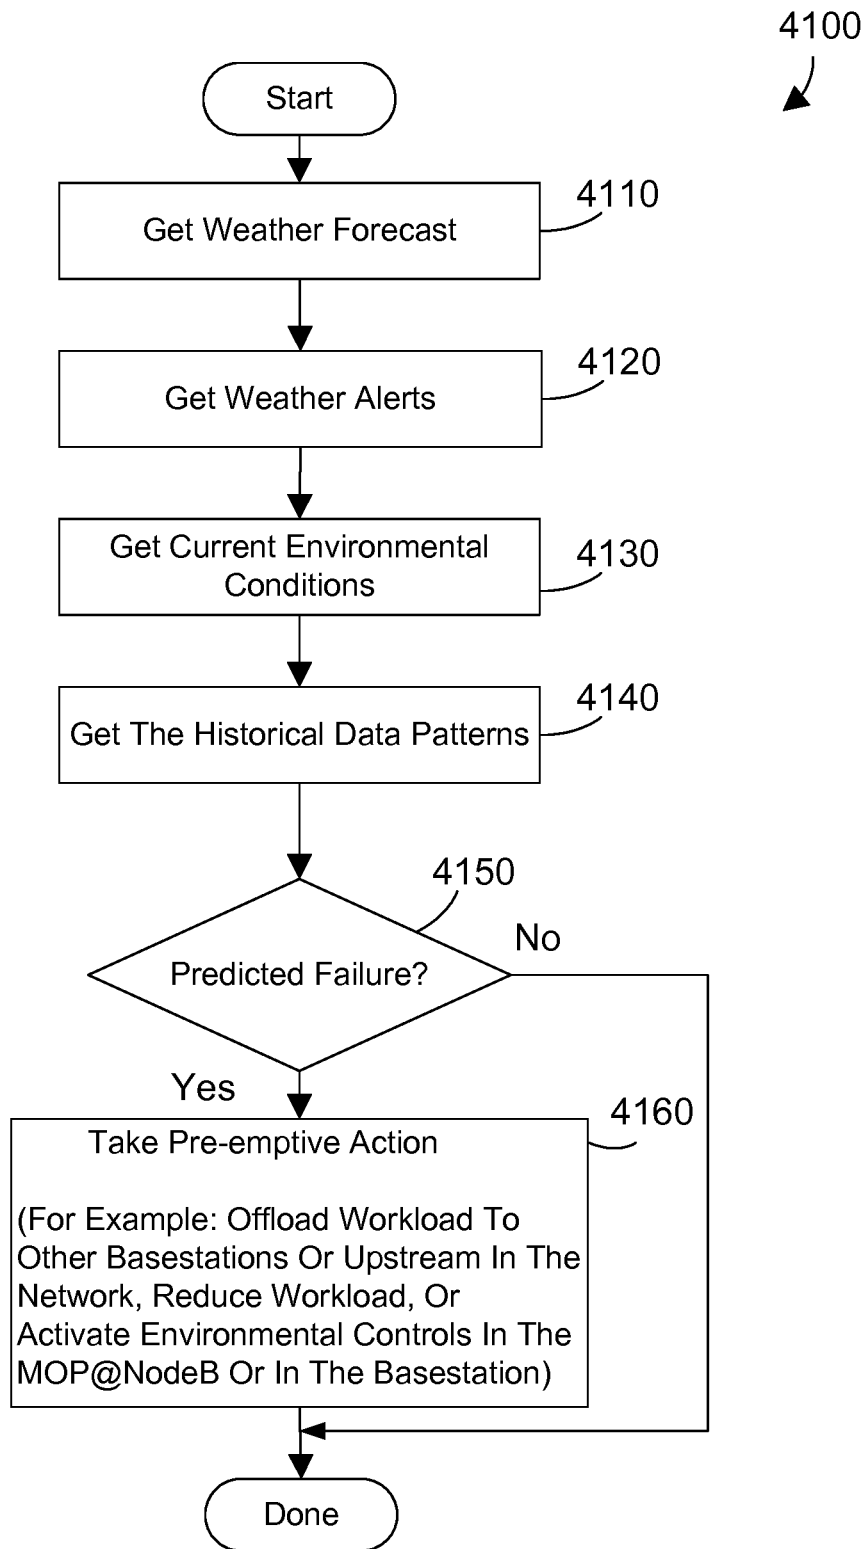 4100
Start
4110
Get Weather Forecast
4120
Get Weather Alerts
4130
Get Current Environmental
Conditions
4140
Get The Historical Data Patterns
4150
No
Predicted Failure?
Yes
4160
Take Pre-emptive Action
(For Example: Offload Workload To
Other Basestations Or Upstream In The
Network, Reduce Workload, Or
Activate Environmental Controls In The
MOP@NodeB Or In The Basestation)
Done